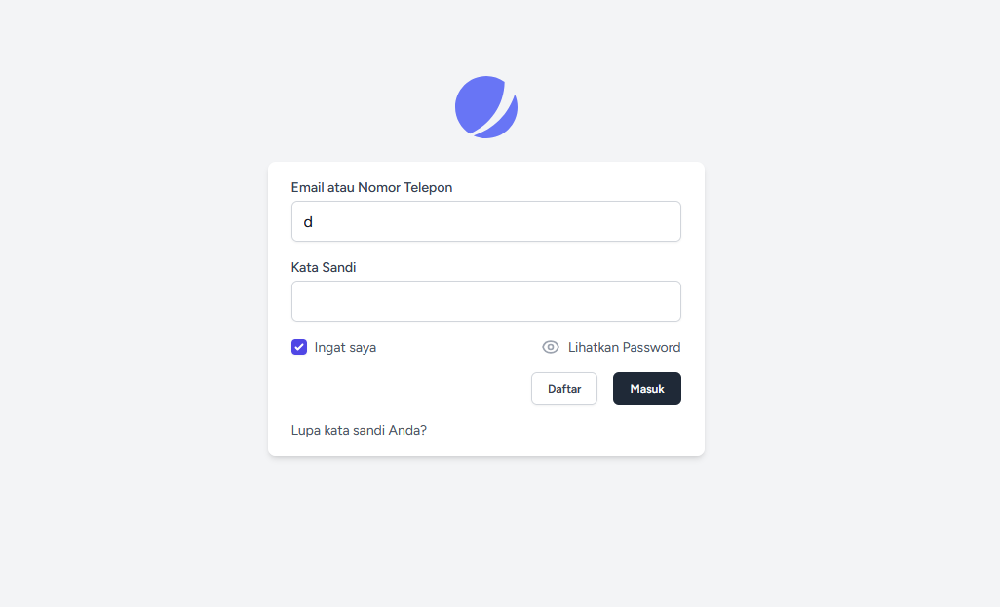 Email atau Nomor Telepon
d
Kata Sandi
Ingat saya
Lihatkan Password
Daftar
Masuk
Lupa kata sandi Anda?